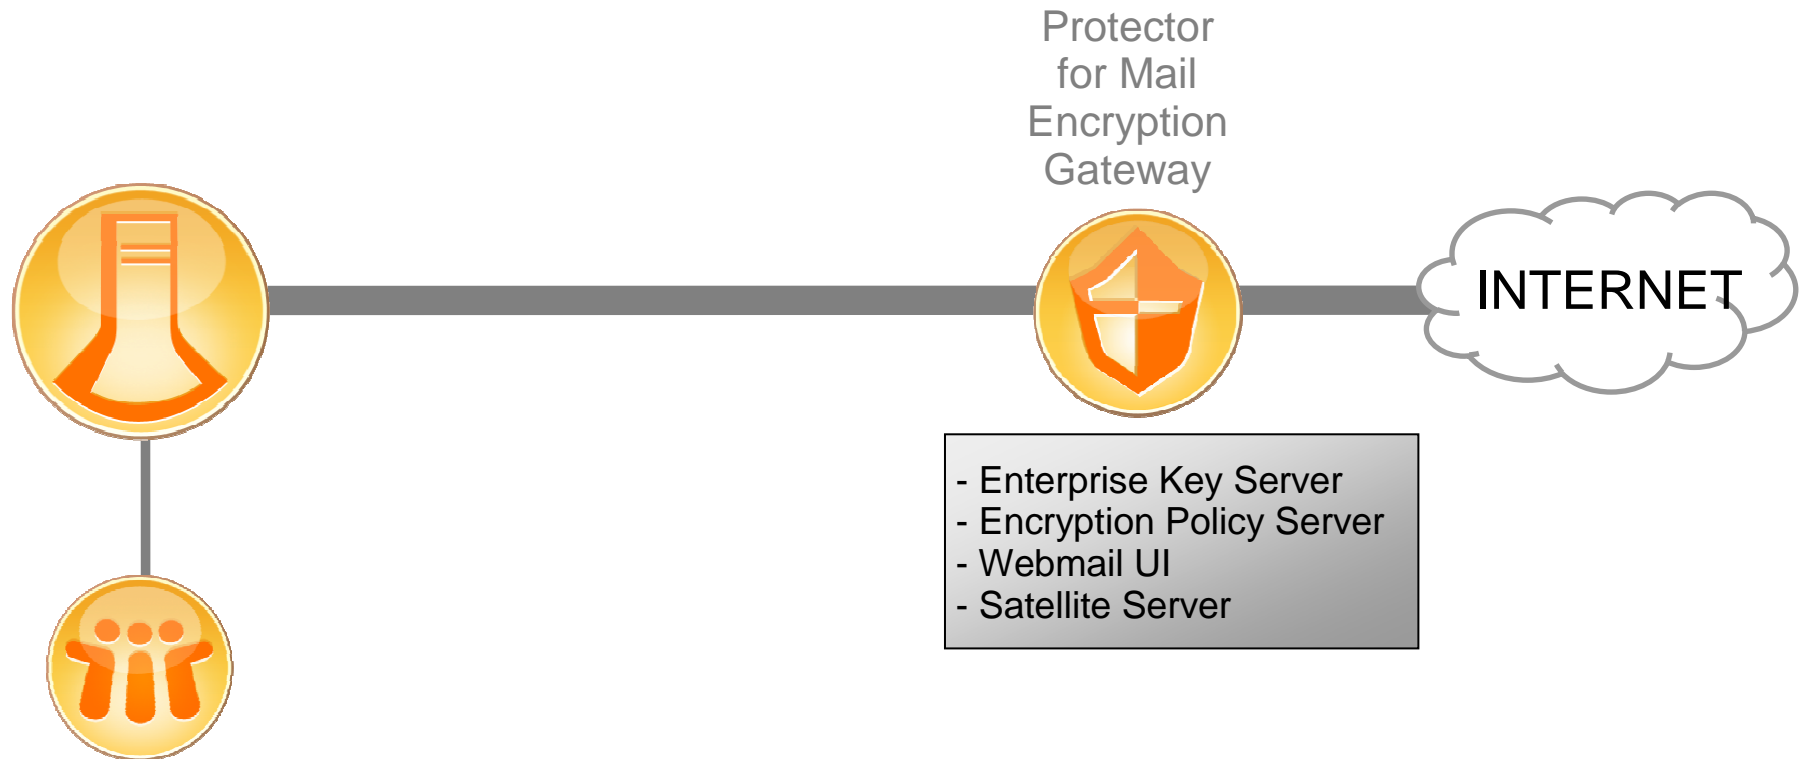 Protector
for Mail
Encryption
Gateway
INTERNET
- Enterprise Key Server
- Encryption Policy Server
- Webmail UI
- Satellite Server